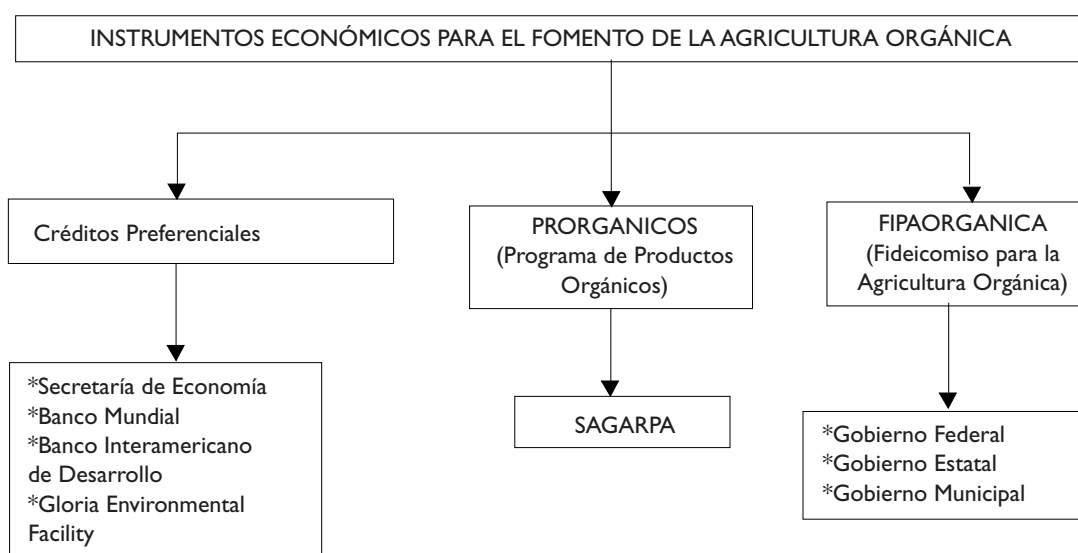 INSTRUMENTOS ECONÓMICOS PARA EL FOMENTO DE LA AGRICULTURA ORGÁNICA
Créditos Preferenciales
PRORGANICOS
(Programa de Productos
Orgánicos)
FIPAORGANICA
(Fideicomiso para la
Agricultura Orgánica)
*Secretaría de Economía
*Banco Mundial
*Banco Interamericano
de Desarrollo
*Gloria Environmental
Facility
SAGARPA
*Gobierno Federal
*Gobierno Estatal
*Gobierno Municipal